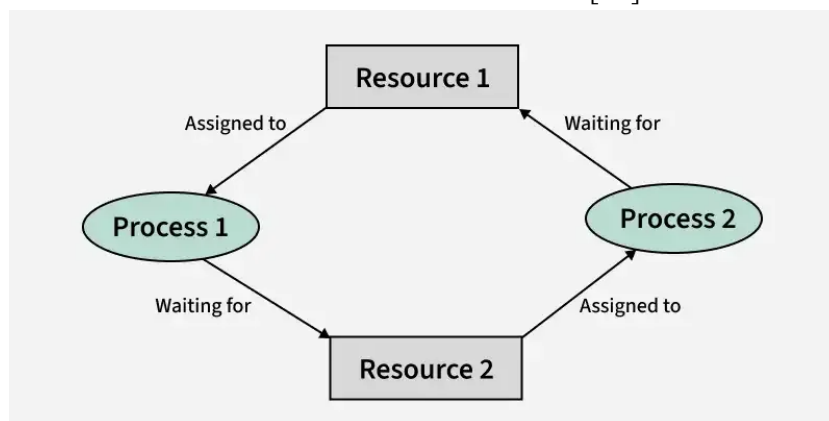 Resource 1
Assigned to
Waiting for
Process 1
Process 2
Waiting for
Assigned to
Resource 2